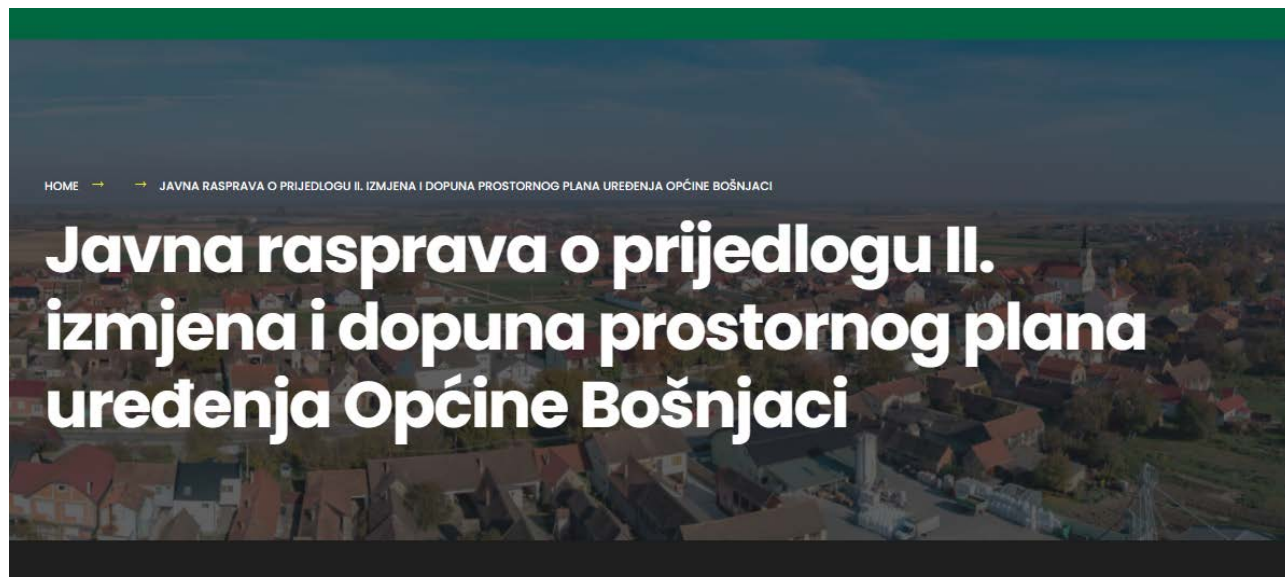 HOME → → JAVNA RASPRAVA O PRIJEDLOGU II. IZMJENA I DOPUNA PROSTORNOG PLANA UREĐENJA OPĆINE BOŠNJACI
Javna rasprava o prijedlogu II.
izmjena i dopuna prostornog plana
uređenja Općine Bošnjaci